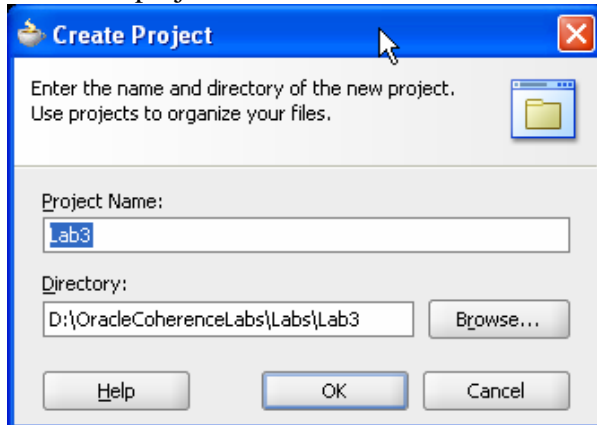 Create Project
Enter the name and directory of the new project.
Use projects to organize your files.
Project Name:
Lab3
Directory:
D:\OracleCoherenceLabs\Labs\Lab3
Browse...
Help
OK
Cancel